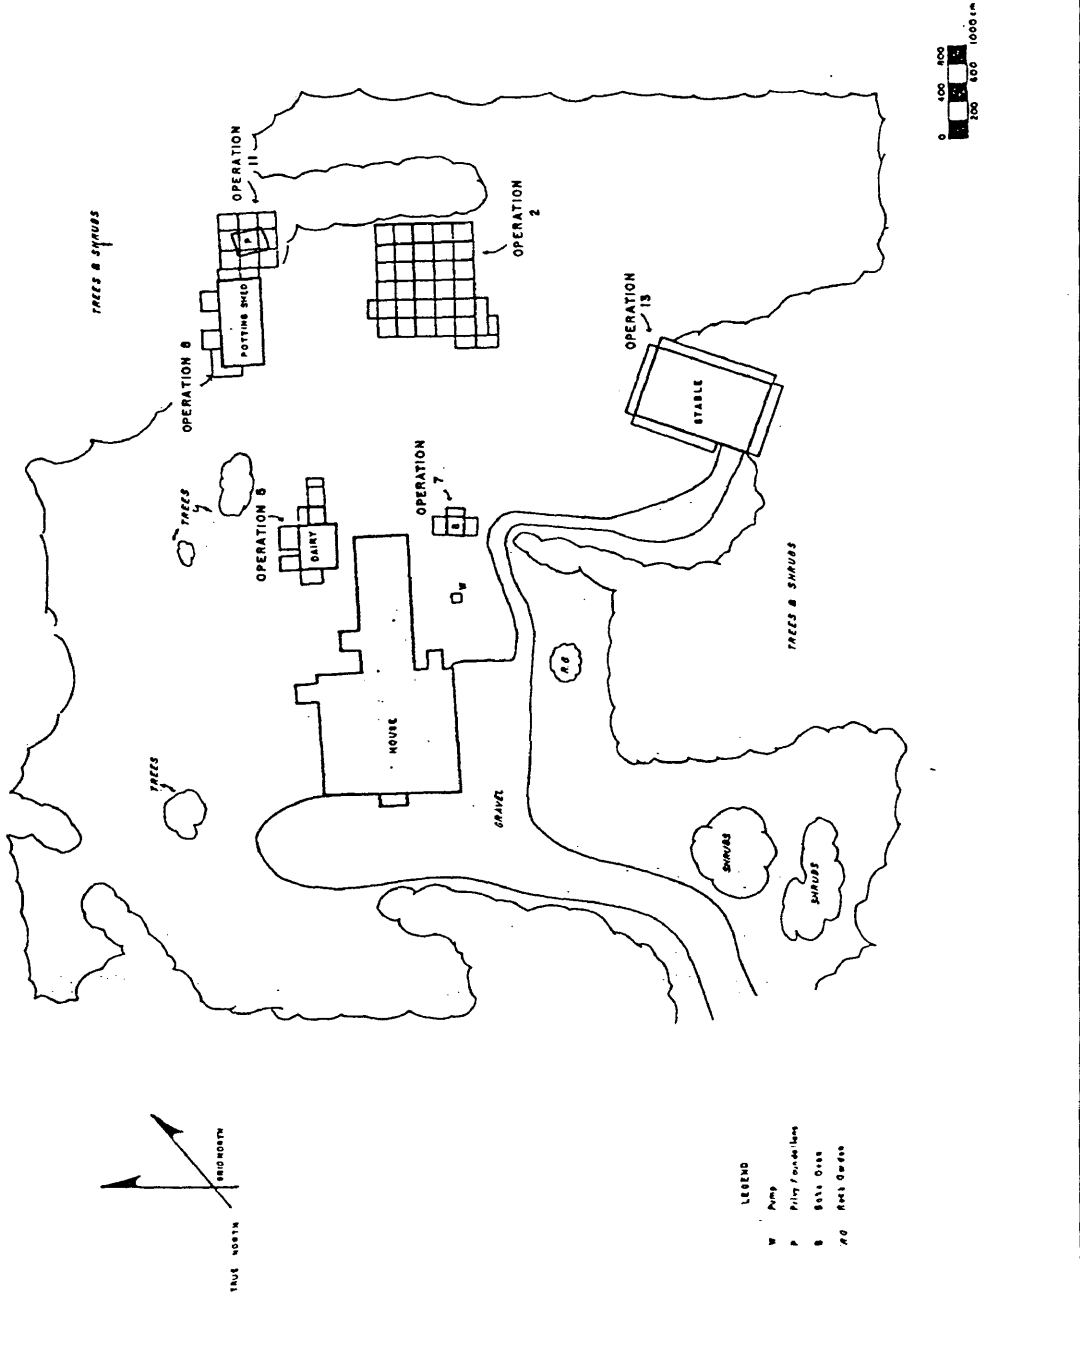 TREES & SHRUBS
OPERATION
11
P
POTTING SHED
OPERATION 8
OPERATION
2
OPERATION
13
STABLE
0 200 400 600 800 1000 cm
TREES
OPERATION 5
DAIRY
OPERATION
7
B
W
HOUSE
R G
TREES & SHRUBS
TREES
GRAVEL
SHRUBS
SHRUBS
TRUE NORTH
GRID NORTH
LEGEND
W Pump
P Privy Foundations
B Bake Oven
RG Rock Garden